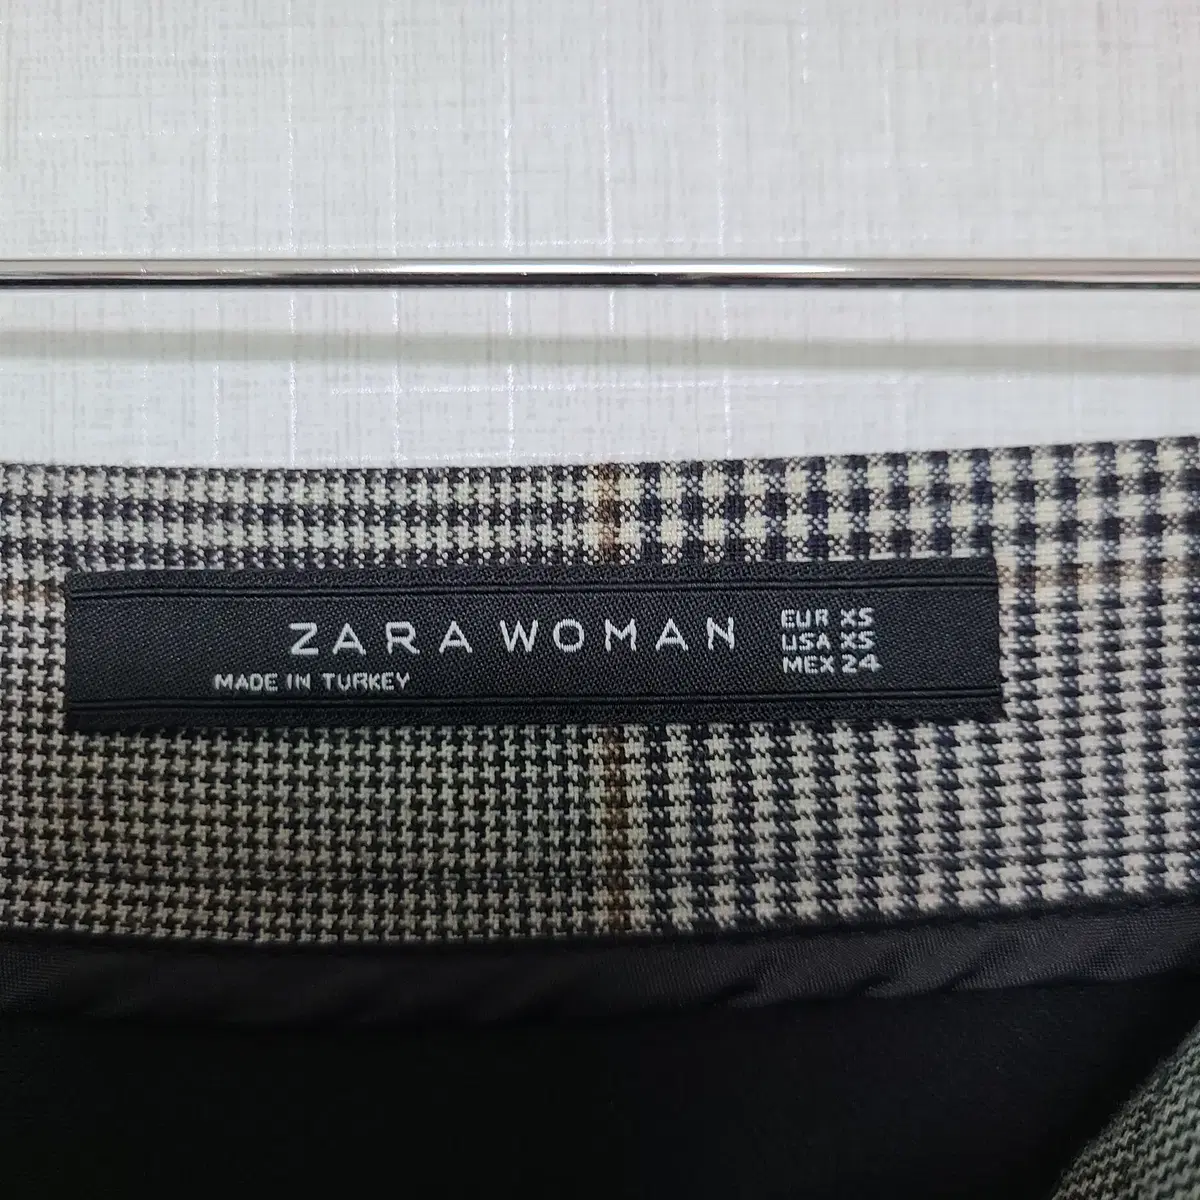 ZARA WOMAN
MADE IN TURKEY
EUR XS
USA XS
MEX 24